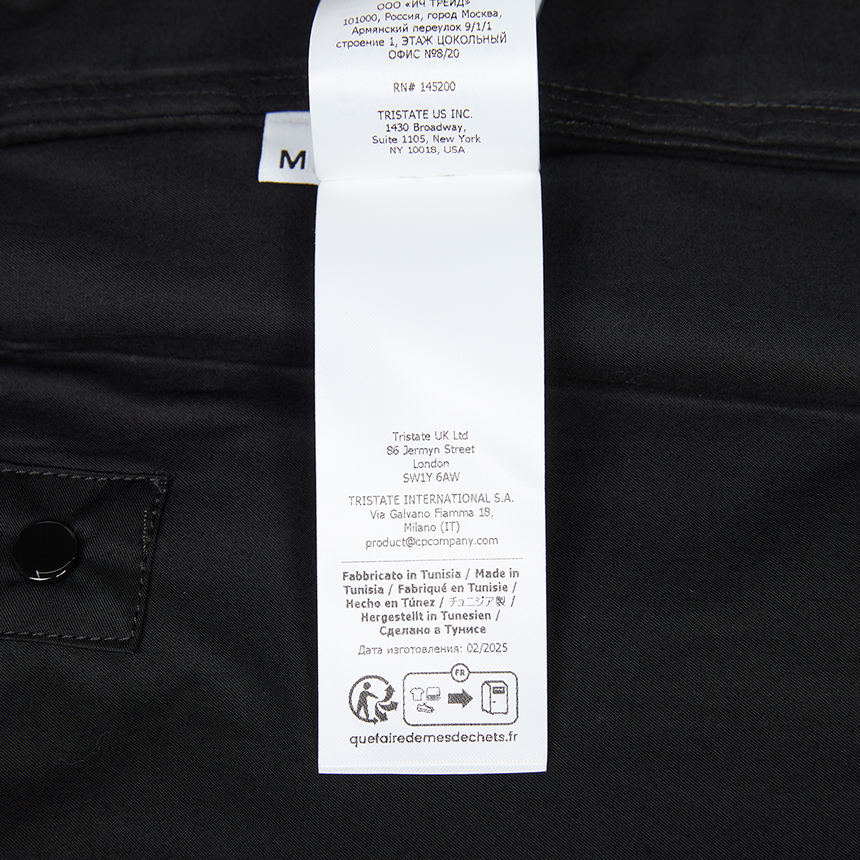 ООО «ИЧ ТРЕЙД»
101000, Россия, город Москва,
Армянский переулок 9/1/1
строение 1, ЭТАЖ ЦОКОЛЬНЫЙ
ОФИС №8/20
RN# 145200
TRISTATE US INC.
1430 Broadway,
Suite 1105, New York
NY 10018, USA
M
Tristate UK Ltd
86 Jermyn Street
London
SW1Y 6AW
TRISTATE INTERNATIONAL S.A.
Via Galvano Fiamma 18,
Milano (IT)
product@cpcompany.com
Fabbricato in Tunisia / Made in
Tunisia / Fabriqué en Tunisie /
Hecho en Túnez / チュニジア製 /
Hergestellt in Tunesien /
Сделано в Тунисе
Дата изготовления: 02/2025
FR
quefairedemesdechets.fr